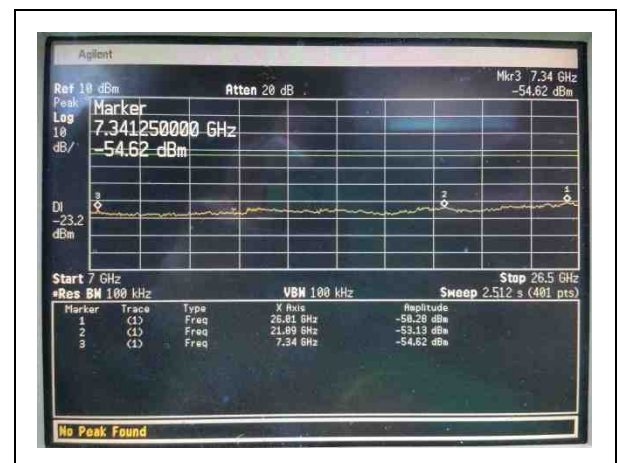 Agilent
Mkr3 7.34 GHz
Ref 10 dBm Atten 20 dB -54.62 dBm
Peak
Log
10
dB/
Marker
7.341250000 GHz
-54.62 dBm
3 2 1
DI
-23.2
dBm
Start 7 GHz Stop 26.5 GHz
*Res BW 100 kHz VBW 100 kHz Sweep 2.512 s (401 pts)
Marker Trace Type X Axis Amplitude
1 (1) Freq 26.01 GHz -50.28 dBm
2 (1) Freq 21.09 GHz -53.13 dBm
3 (1) Freq 7.34 GHz -54.62 dBm
No Peak Found